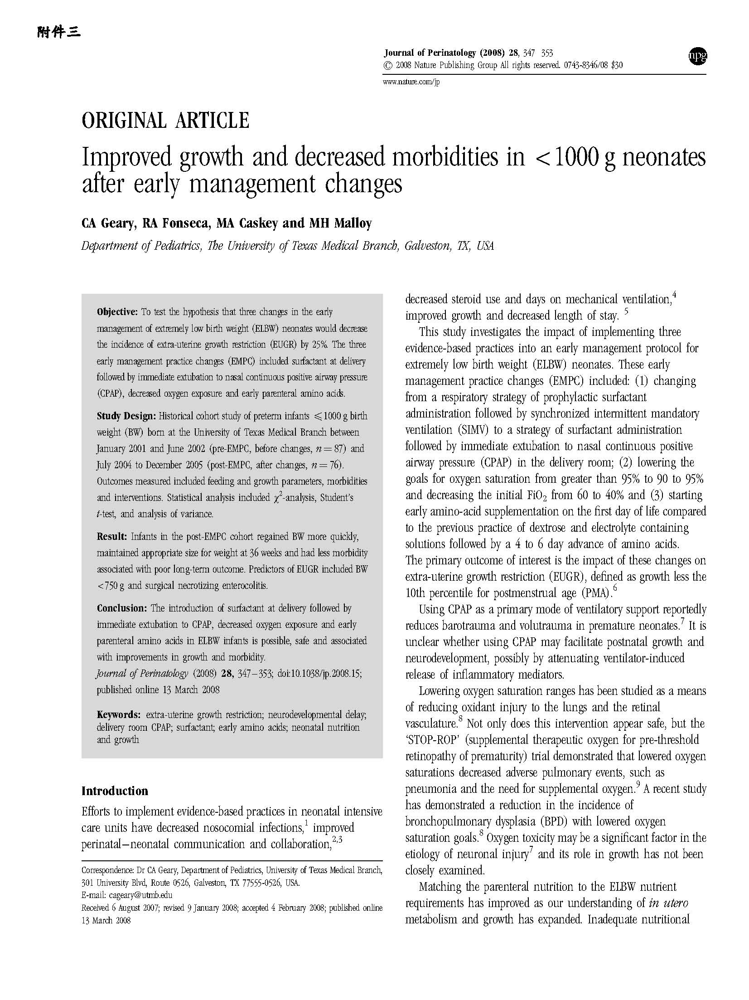 附件三
Journal of Perinatology (2008) 28, 347 353
© 2008 Nature Publishing Group All rights reserved. 0743-8346/08 $30
npg
www.nature.com/jp
ORIGINAL ARTICLE
Improved growth and decreased morbidities in <1000 g neonates
after early management changes
CA Geary, RA Fonseca, MA Caskey and MH Malloy
Department of Pediatrics, The University of Texas Medical Branch, Galveston, TX, USA
Objective: To test the hypothesis that three changes in the early
management of extremely low birth weight (ELBW) neonates would decrease
the incidence of extra-uterine growth restriction (EUGR) by 25%. The three
early management practice changes (EMPC) included surfactant at delivery
followed by immediate extubation to nasal continuous positive airway pressure
(CPAP), decreased oxygen exposure and early parenteral amino acids.
Study Design: Historical cohort study of preterm infants ⩽1000 g birth
weight (BW) born at the University of Texas Medical Branch between
January 2001 and June 2002 (pre-EMPC, before changes, n = 87) and
July 2004 to December 2005 (post-EMPC, after changes, n = 76).
Outcomes measured included feeding and growth parameters, morbidities
and interventions. Statistical analysis included χ²-analysis, Student's
t-test, and analysis of variance.
Result: Infants in the post-EMPC cohort regained BW more quickly,
maintained appropriate size for weight at 36 weeks and had less morbidity
associated with poor long-term outcome. Predictors of EUGR included BW
<750 g and surgical necrotizing enterocolitis.
Conclusion: The introduction of surfactant at delivery followed by
immediate extubation to CPAP, decreased oxygen exposure and early
parenteral amino acids in ELBW infants is possible, safe and associated
with improvements in growth and morbidity.
Journal of Perinatology (2008) 28, 347–353; doi:10.1038/jp.2008.15;
published online 13 March 2008
Keywords: extra-uterine growth restriction; neurodevelopmental delay;
delivery room CPAP; surfactant; early amino acids; neonatal nutrition
and growth
Introduction
Efforts to implement evidence-based practices in neonatal intensive
care units have decreased nosocomial infections,1 improved
perinatal–neonatal communication and collaboration,2,3
Correspondence: Dr CA Geary, Department of Pediatrics, University of Texas Medical Branch,
301 University Blvd, Route 0526, Galveston, TX 77555-0526, USA.
E-mail: cageary@utmb.edu
Received 6 August 2007; revised 9 January 2008; accepted 4 February 2008; published online
13 March 2008
decreased steroid use and days on mechanical ventilation,4
improved growth and decreased length of stay. 5
This study investigates the impact of implementing three
evidence-based practices into an early management protocol for
extremely low birth weight (ELBW) neonates. These early
management practice changes (EMPC) included: (1) changing
from a respiratory strategy of prophylactic surfactant
administration followed by synchronized intermittent mandatory
ventilation (SIMV) to a strategy of surfactant administration
followed by immediate extubation to nasal continuous positive
airway pressure (CPAP) in the delivery room; (2) lowering the
goals for oxygen saturation from greater than 95% to 90 to 95%
and decreasing the initial FiO2 from 60 to 40% and (3) starting
early amino-acid supplementation on the first day of life compared
to the previous practice of dextrose and electrolyte containing
solutions followed by a 4 to 6 day advance of amino acids.
The primary outcome of interest is the impact of these changes on
extra-uterine growth restriction (EUGR), defined as growth less the
10th percentile for postmenstrual age (PMA).6
Using CPAP as a primary mode of ventilatory support reportedly
reduces barotrauma and volutrauma in premature neonates.7 It is
unclear whether using CPAP may facilitate postnatal growth and
neurodevelopment, possibly by attenuating ventilator-induced
release of inflammatory mediators.
Lowering oxygen saturation ranges has been studied as a means
of reducing oxidant injury to the lungs and the retinal
vasculature.8 Not only does this intervention appear safe, but the
‘STOP-ROP’ (supplemental therapeutic oxygen for pre-threshold
retinopathy of prematurity) trial demonstrated that lowered oxygen
saturations decreased adverse pulmonary events, such as
pneumonia and the need for supplemental oxygen.9 A recent study
has demonstrated a reduction in the incidence of
bronchopulmonary dysplasia (BPD) with lowered oxygen
saturation goals.8 Oxygen toxicity may be a significant factor in the
etiology of neuronal injury7 and its role in growth has not been
closely examined.
Matching the parenteral nutrition to the ELBW nutrient
requirements has improved as our understanding of in utero
metabolism and growth has expanded. Inadequate nutritional